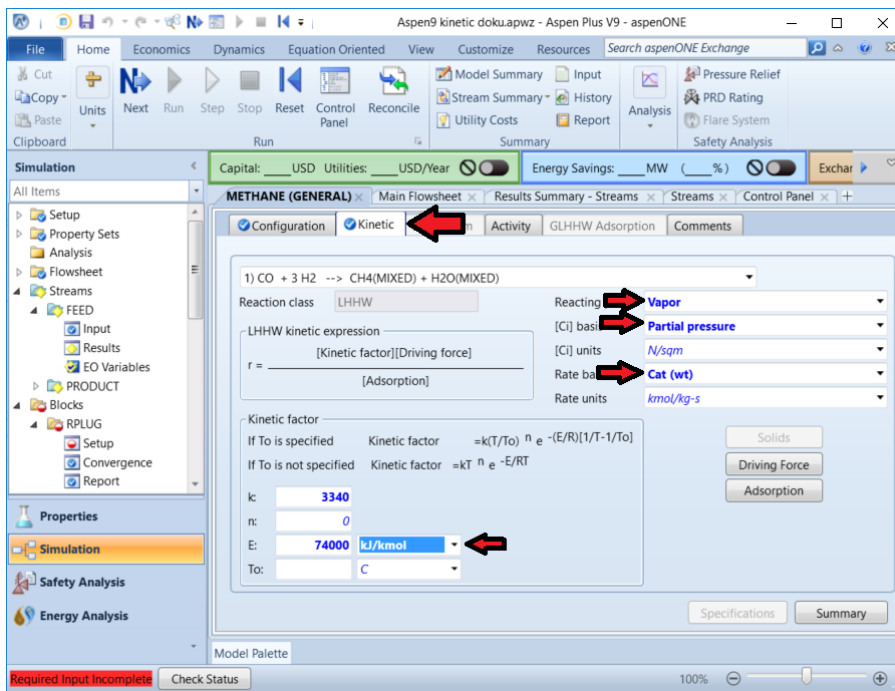 Aspen9 kinetic doku.apwz - Aspen Plus V9 - aspenONE
File Home Economics Dynamics Equation Oriented View Customize Resources Search aspenONE Exchange
Cut
Copy
Paste
Clipboard
Units
Next Run Step Stop Reset Control Panel Reconcile
Run
Model Summary Input
Stream Summary History
Utility Costs Report
Summary
Analysis
Pressure Relief
PRD Rating
Flare System
Safety Analysis
Simulation
All Items
Capital: ____USD Utilities: ____USD/Year
Energy Savings: ____MW (____%)
Exchar
METHANE (GENERAL) Main Flowsheet Results Summary - Streams Streams Control Panel +
Setup
Property Sets
Analysis
Flowsheet
Streams
FEED
Input
Results
EO Variables
PRODUCT
Blocks
RPLUG
Setup
Convergence
Report
Properties
Simulation
Safety Analysis
Energy Analysis
Configuration Kinetic Activity GLHHW Adsorption Comments
1) CO + 3 H2 --> CH4(MIXED) + H2O(MIXED)
Reaction class LHHW
Reacting Vapor
[Ci] basis Partial pressure
[Ci] units N/sqm
Rate Cat (wt)
Rate units kmol/kg-s
LHHW kinetic expression
r = [Kinetic factor][Driving force]
[Adsorption]
Kinetic factor
If To is specified Kinetic factor =k(T/To) n e -(E/R)[1/T-1/To]
If To is not specified Kinetic factor =kT n e -E/RT
k: 3340
n: 0
E: 74000 kJ/kmol
To: C
Solids
Driving Force
Adsorption
Specifications Summary
Model Palette
Required Input Incomplete Check Status 100%